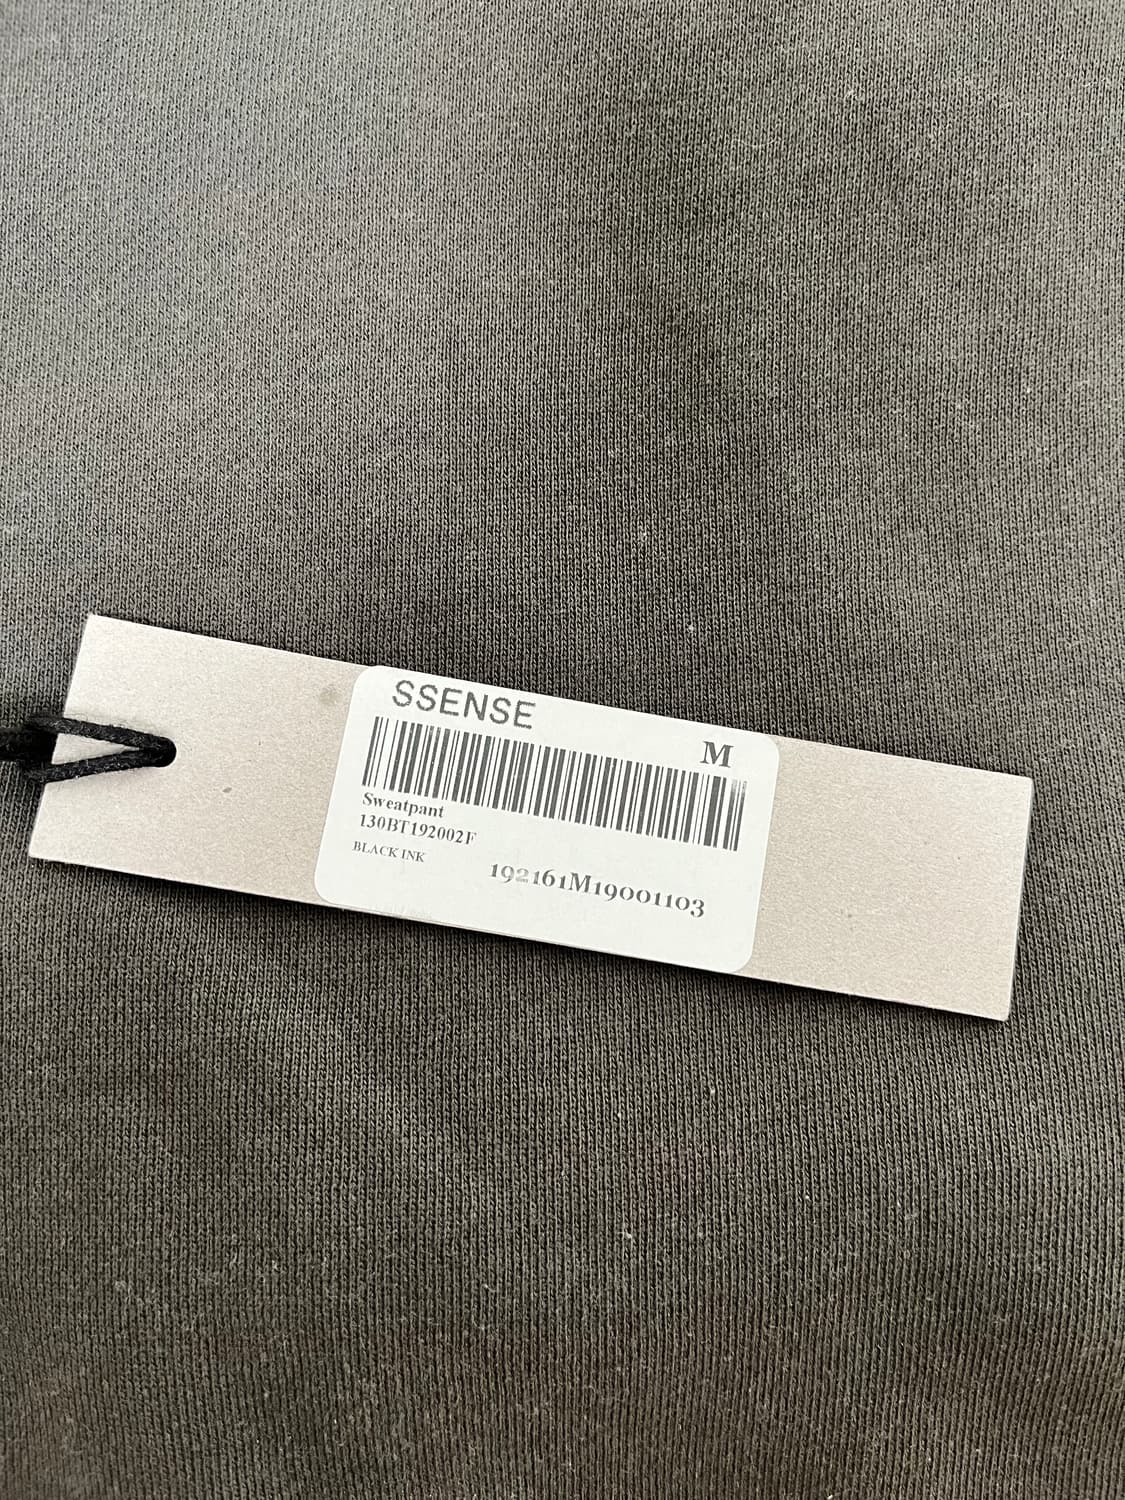 SSENSE
M
Sweatpant
130BT192002F
BLACK INK
192161M19001103